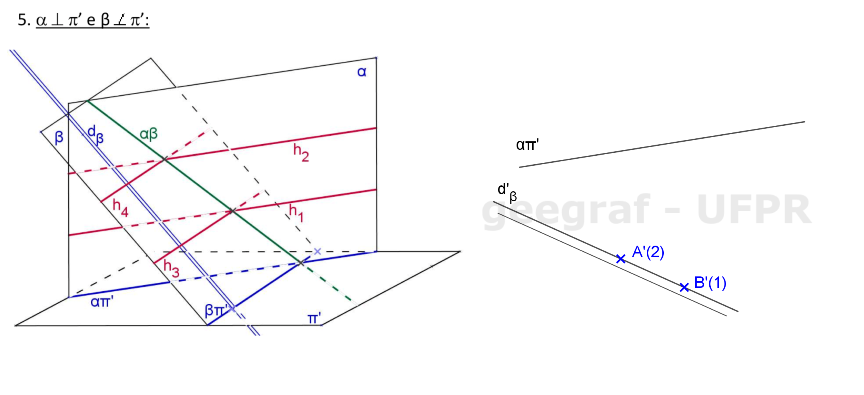 5. α ⊥ π’ e β ⊥̸ π’:
α
β
dβ
αβ
h₂
h₄
h₁
h₃
απ'
βπ'
π'
απ'
d'β
geegraf - UFPR
A'(2)
B'(1)